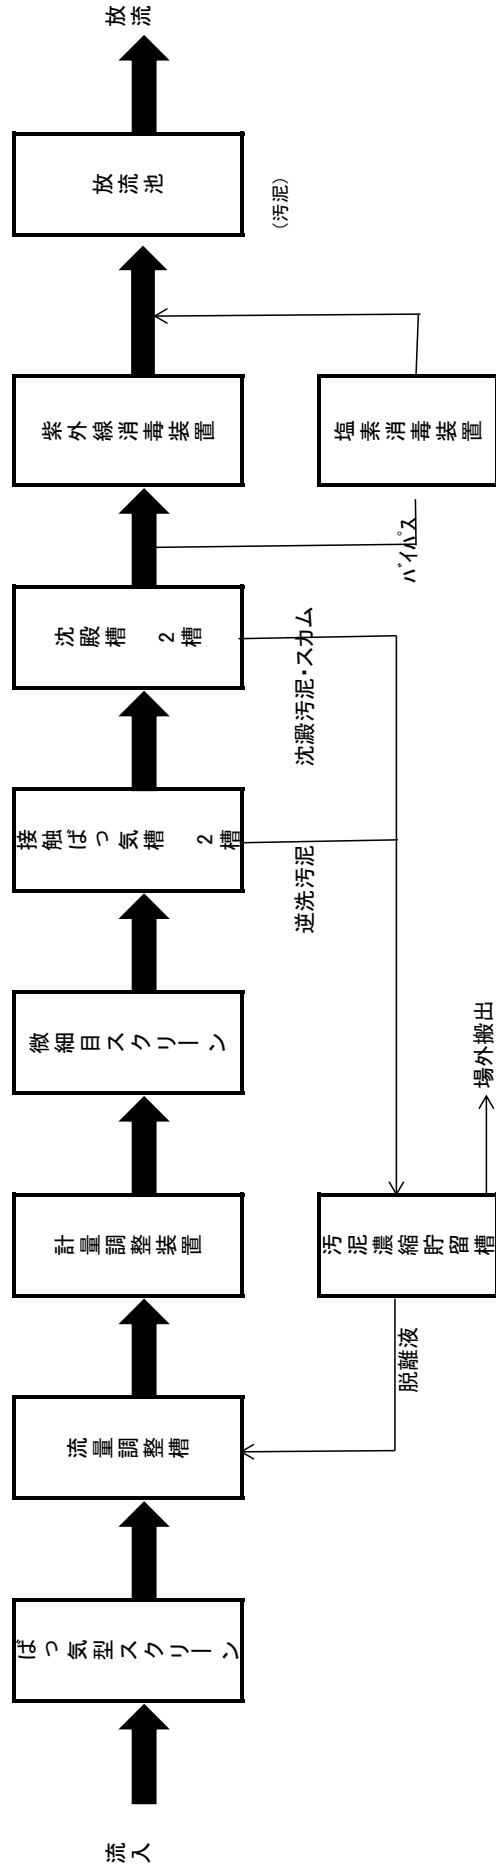 流入
ばっ気型スクリーン
流量調整槽
計量調整装置
微細目スクリーン
接触ばっ気槽 2槽
沈殿槽 2槽
紫外線消毒装置
放流池
放流
脱離液
汚泥濃縮貯留槽
場外搬出
逆洗汚泥
沈澱汚泥・スカム
バイパス
塩素消毒装置
(汚泥)